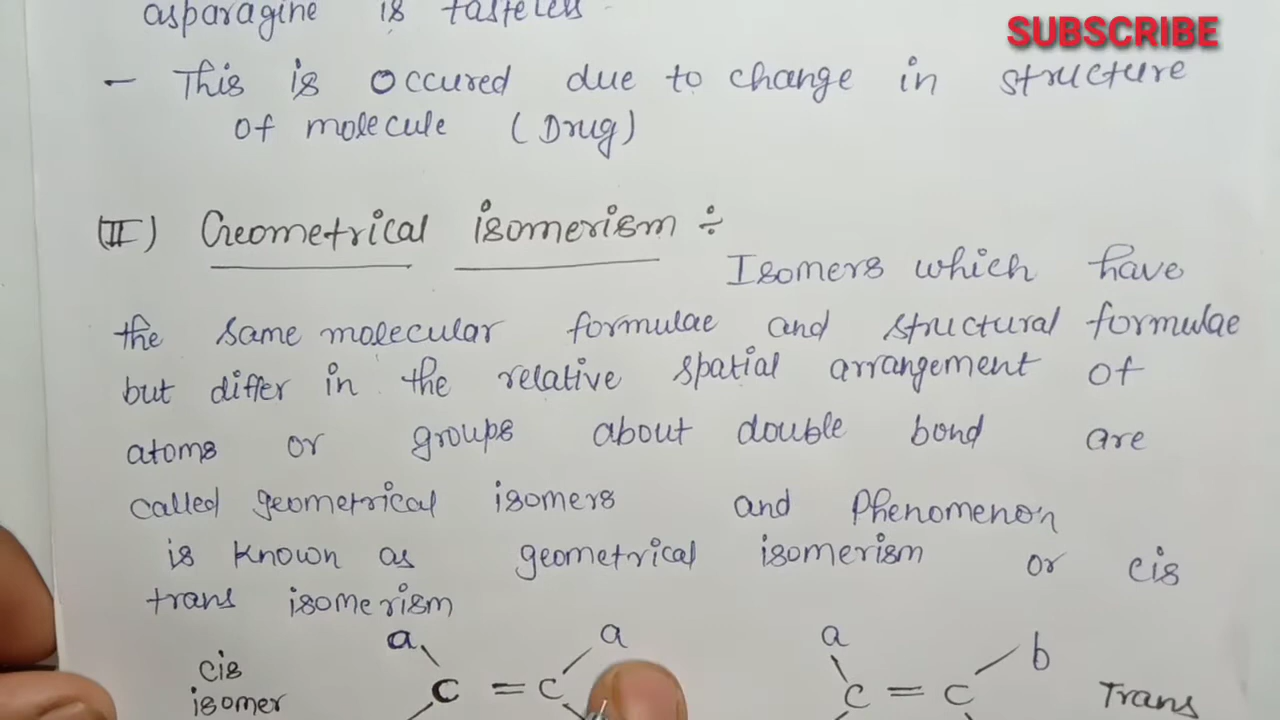 asparagine is tasteless
SUBSCRIBE
- This is Occured due to change in structure
of molecule (Drug)
(II) Geometrical isomerism ÷
Isomers which have
the same molecular formulae and structural formulae
but differ in the relative spatial arrangement of
atoms or groups about double bond are
called geometrical isomers and Phenomenon
is known as geometrical isomerism or cis
trans isomerism
a a a b
cis
isomer C = C C = C Trans